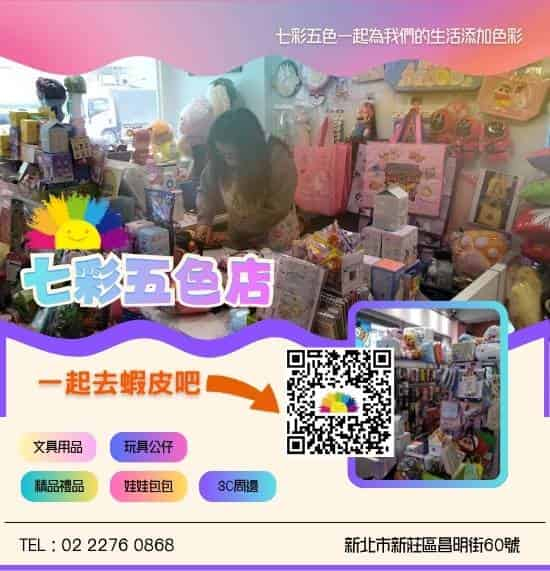 七彩五色一起為我們的生活添加色彩
七彩五色店
一起去蝦皮吧
文具用品
玩具公仔
精品禮品
娃娃包包
3C周邊
TEL：02 2276 0868
新北市新莊區昌明街60號